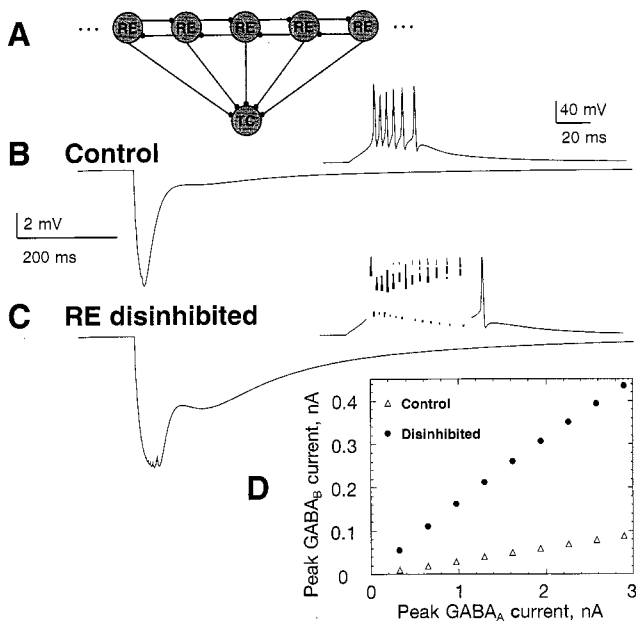 A
... RE RE RE RE RE ...
TC
40 mV
20 ms
B Control
2 mV
200 ms
C RE disinhibited
D
Peak GABAB current, nA
0.4
0.3
0.2
0.1
0
△ Control
● Disinhibited
0 1 2 3
Peak GABAA current, nA